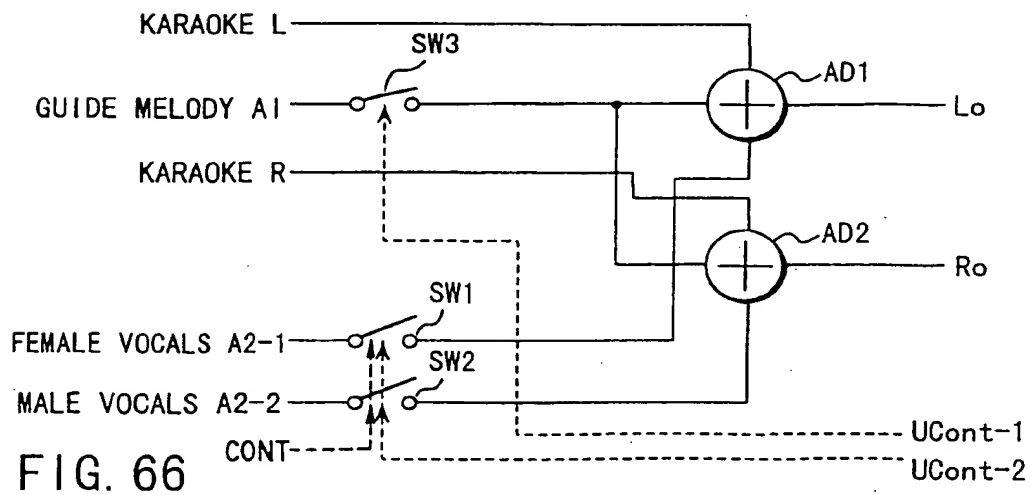 KARAOKE L
SW3
AD1
GUIDE MELODY A1
Lo
KARAOKE R
AD2
Ro
SW1
FEMALE VOCALS A2-1
SW2
MALE VOCALS A2-2
UCont-1
CONT
UCont-2
FIG. 66